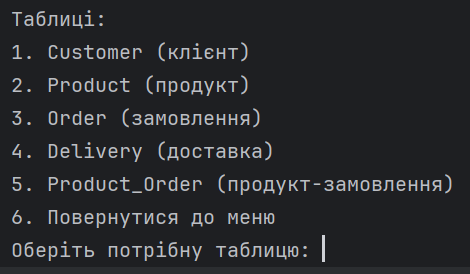 Таблиці:
1. Customer (клієнт)
2. Product (продукт)
3. Order (замовлення)
4. Delivery (доставка)
5. Product_Order (продукт-замовлення)
6. Повернутися до меню
Оберіть потрібну таблицю: